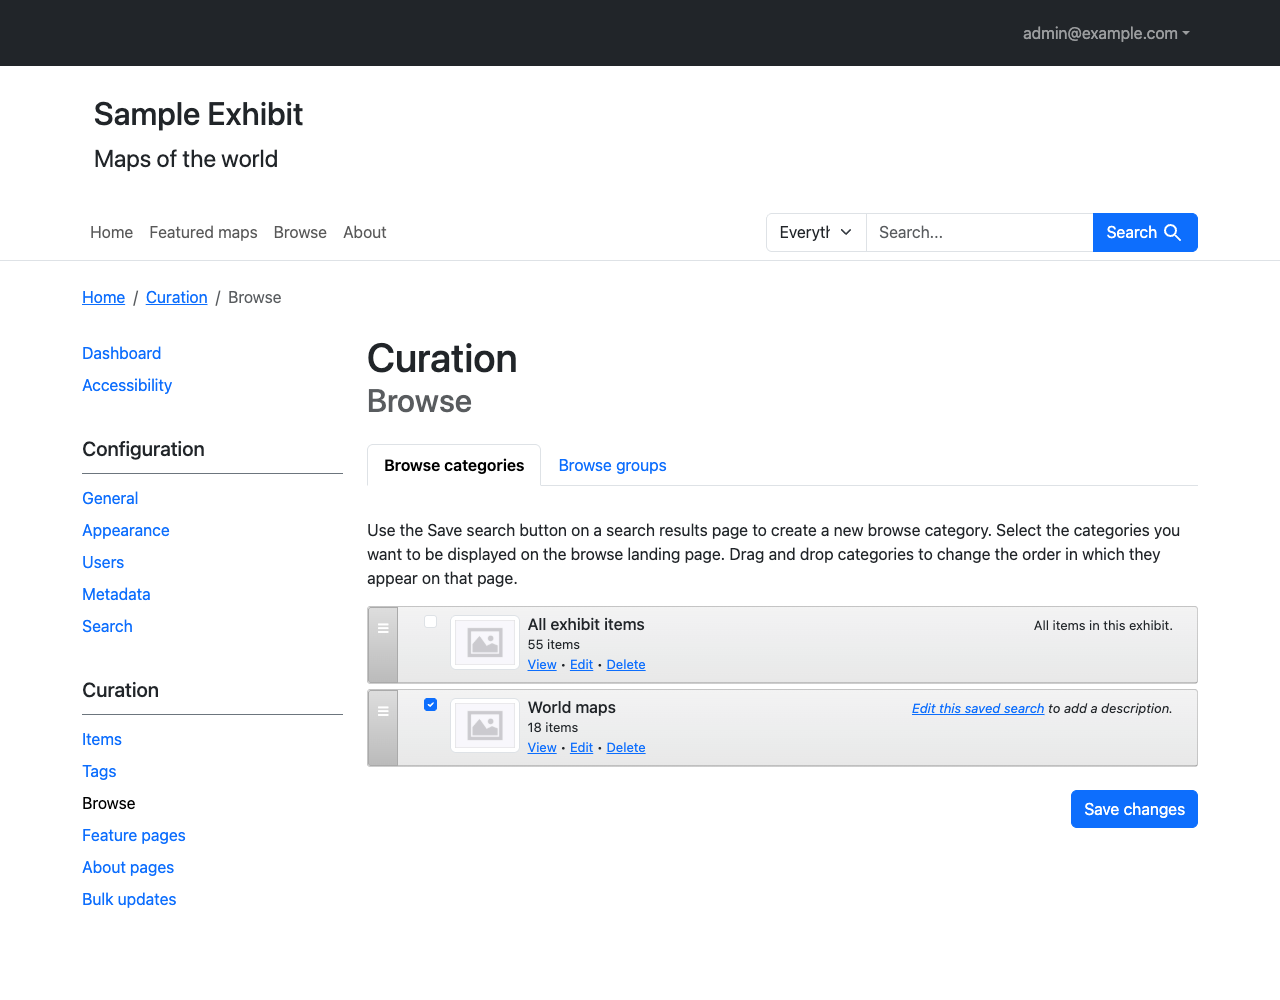 admin@example.com
Sample Exhibit
Maps of the world
Home Featured maps Browse About
Search... Search
Home / Curation / Browse
Dashboard
Accessibility
Configuration
General
Appearance
Users
Metadata
Search
Curation
Items
Tags
Browse
Feature pages
About pages
Bulk updates
Curation
Browse
Browse categories Browse groups
Use the Save search button on a search results page to create a new browse category. Select the categories you
want to be displayed on the browse landing page. Drag and drop categories to change the order in which they
appear on that page.
All exhibit items
55 items
View • Edit • Delete
All items in this exhibit.
World maps
18 items
View • Edit • Delete
Edit this saved search to add a description.
Save changes